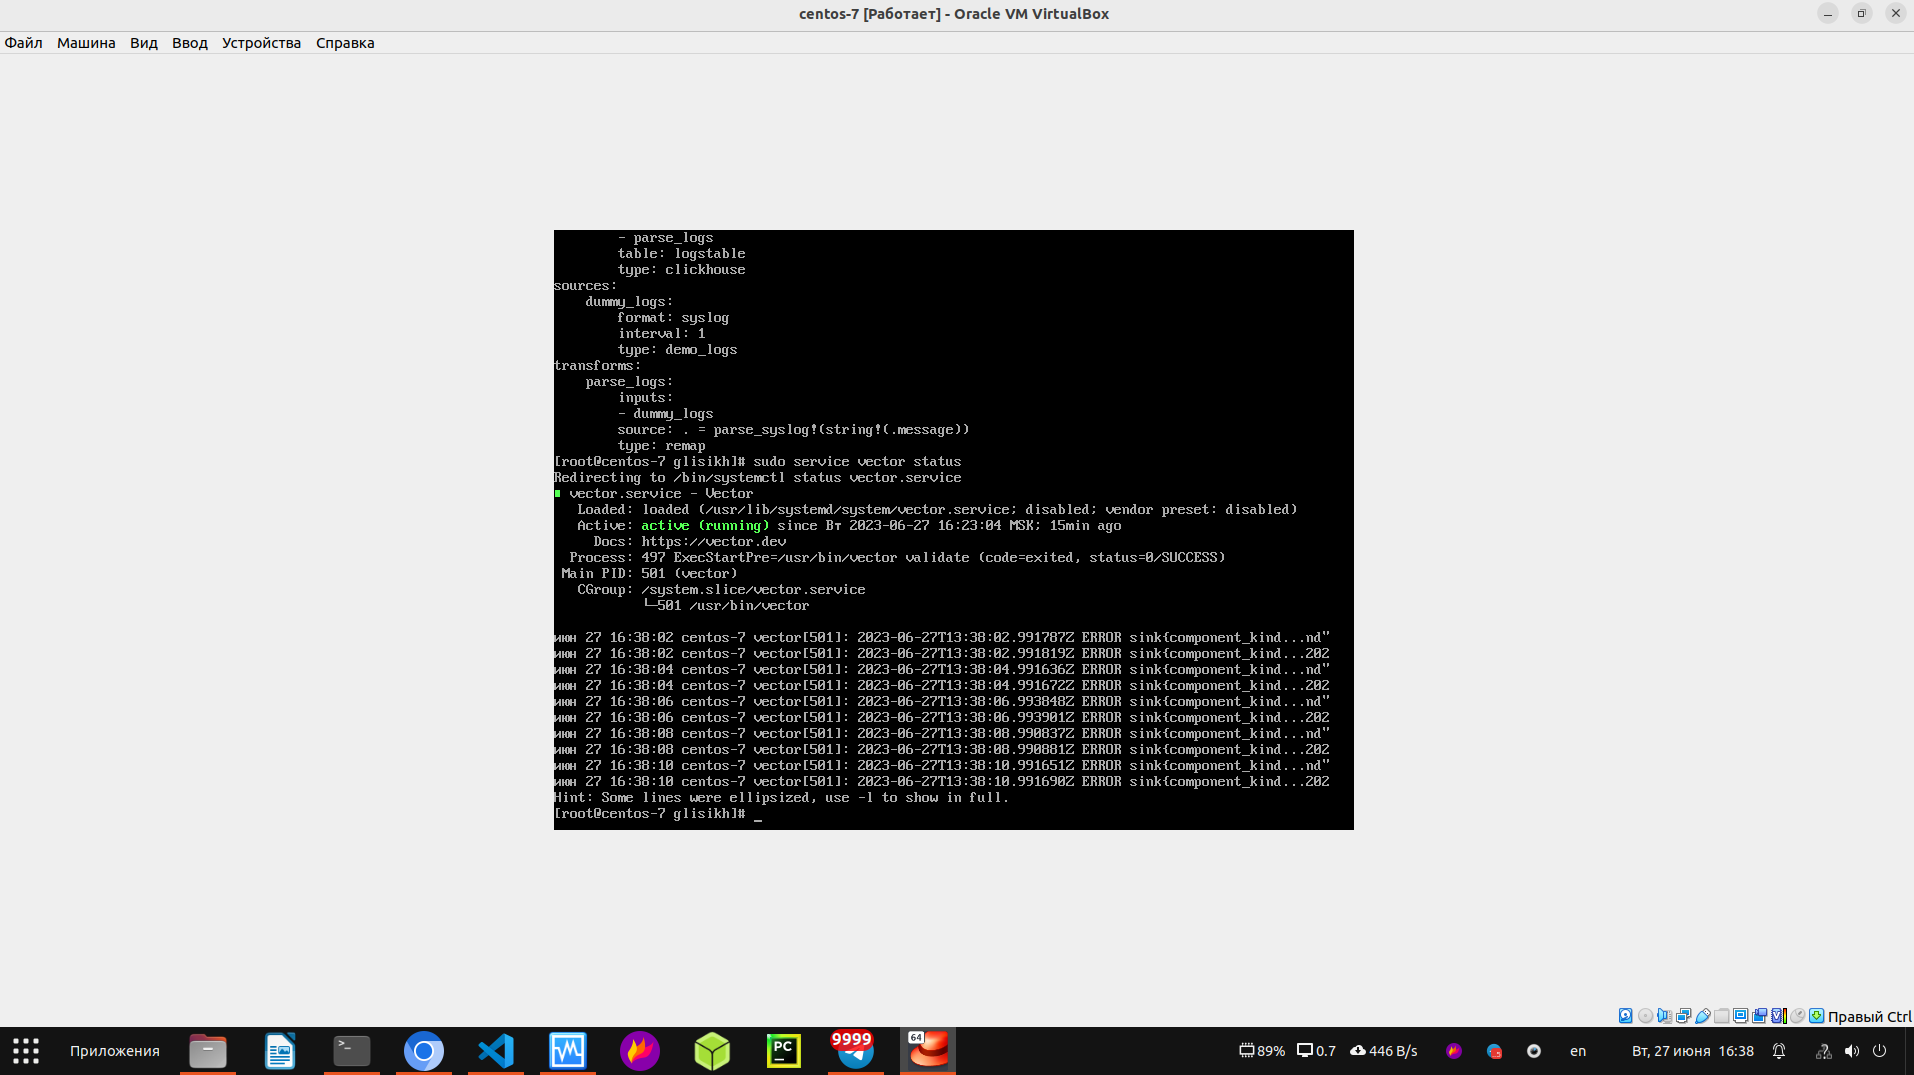 centos-7 [Работает] - Oracle VM VirtualBox
Файл Машина Вид Ввод Устройства Справка
- parse_logs
table: logstable
type: clickhouse
sources:
dummy_logs:
format: syslog
interval: 1
type: demo_logs
transforms:
parse_logs:
inputs:
- dummy_logs
source: . = parse_syslog!(string!(.message))
type: remap
[root@centos-7 glisikh]# sudo service vector status
Redirecting to /bin/systemctl status vector.service
vector.service - Vector
Loaded: loaded (/usr/lib/systemd/system/vector.service; disabled; vendor preset: disabled)
Active: active (running) since Вт 2023-06-27 16:23:04 MSK; 15min ago
Docs: https://vector.dev
Process: 497 ExecStartPre=/usr/bin/vector validate (code=exited, status=0/SUCCESS)
Main PID: 501 (vector)
CGroup: /system.slice/vector.service
└─501 /usr/bin/vector
июн 27 16:38:02 centos-7 vector[501]: 2023-06-27T13:38:02.991787Z ERROR sink{component_kind...nd"
июн 27 16:38:02 centos-7 vector[501]: 2023-06-27T13:38:02.991819Z ERROR sink{component_kind...202
июн 27 16:38:04 centos-7 vector[501]: 2023-06-27T13:38:04.991636Z ERROR sink{component_kind...nd"
июн 27 16:38:04 centos-7 vector[501]: 2023-06-27T13:38:04.991672Z ERROR sink{component_kind...202
июн 27 16:38:06 centos-7 vector[501]: 2023-06-27T13:38:06.993848Z ERROR sink{component_kind...nd"
июн 27 16:38:06 centos-7 vector[501]: 2023-06-27T13:38:06.993901Z ERROR sink{component_kind...202
июн 27 16:38:08 centos-7 vector[501]: 2023-06-27T13:38:08.990837Z ERROR sink{component_kind...nd"
июн 27 16:38:08 centos-7 vector[501]: 2023-06-27T13:38:08.990881Z ERROR sink{component_kind...202
июн 27 16:38:10 centos-7 vector[501]: 2023-06-27T13:38:10.991651Z ERROR sink{component_kind...nd"
июн 27 16:38:10 centos-7 vector[501]: 2023-06-27T13:38:10.991690Z ERROR sink{component_kind...202
Hint: Some lines were ellipsized, use -l to show in full.
[root@centos-7 glisikh]# _
Правый Ctrl
Приложения >_ PC 9999 64 89% 0.7 446 B/s en Вт, 27 июня 16:38